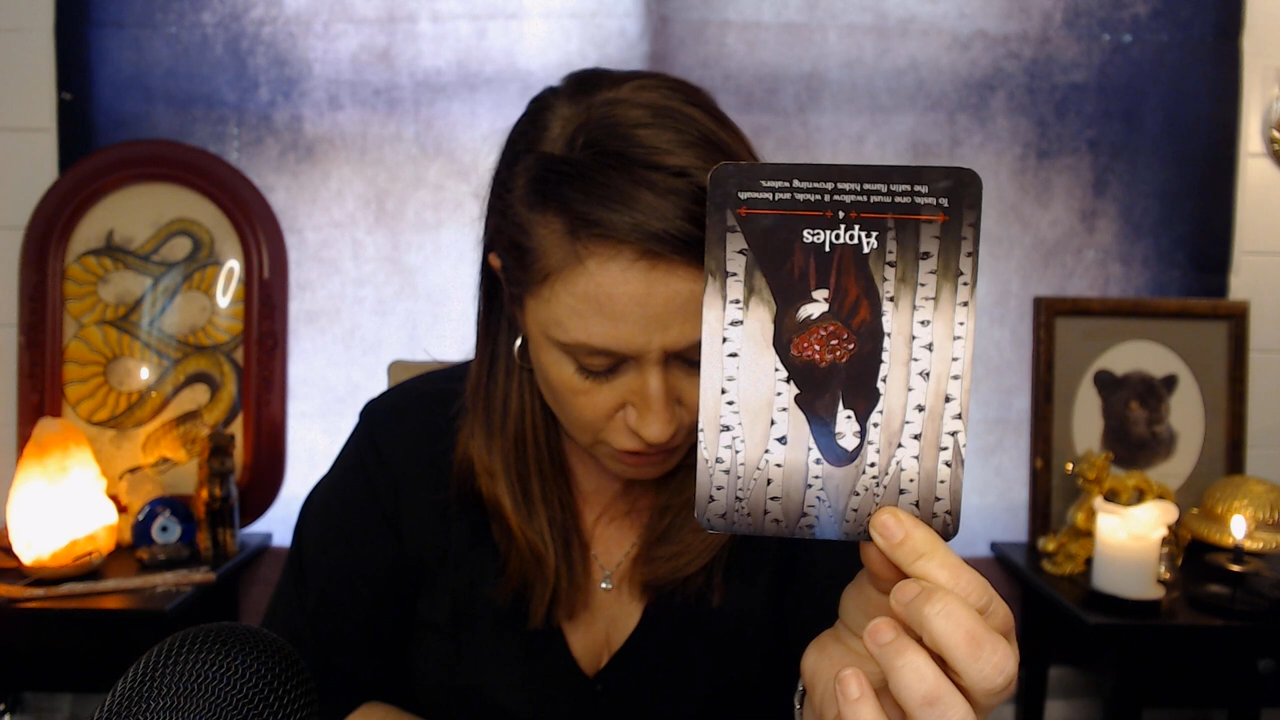 Apples
4
To taste, one must swallow it whole, and beneath
the satin flame hides drowning waters.